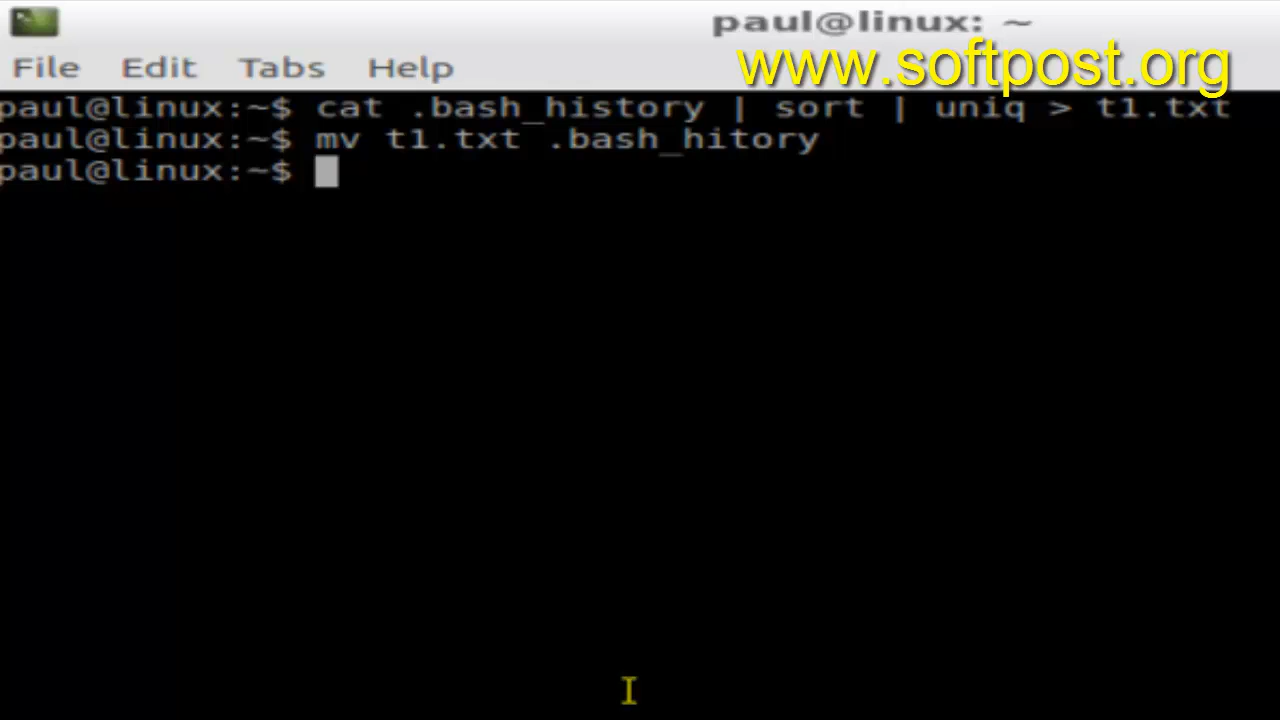 paul@linux: ~
File Edit Tabs Help
www.softpost.org
paul@linux:~$ cat .bash_history | sort | uniq > t1.txt
paul@linux:~$ mv t1.txt .bash_hitory
paul@linux:~$